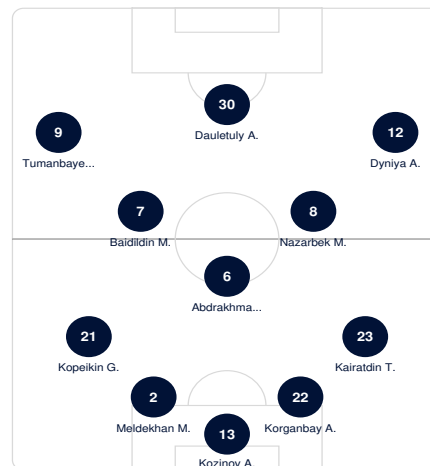 30
Dauletuly A.
9
Tumanbaye...
12
Dyniya A.
7
Baidildin M.
8
Nazarbek M.
6
Abdrakhma...
21
Kopeikin G.
23
Kairatdin T.
2
Meldekhan M.
22
Korganbay A.
13
Kozinov A.